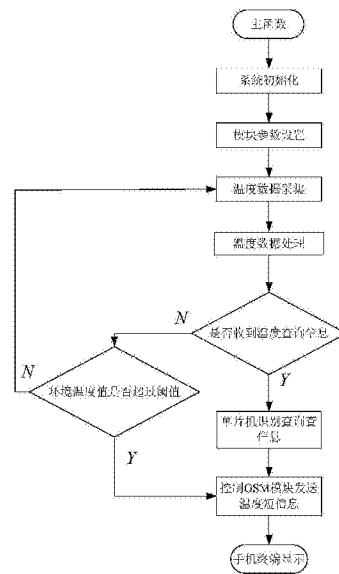 主函数
系统初始化
模块参数设置
温度数据采集
温度数据处理
N
是否收到温度查询信息
N
环境温度值是否超过阈值
Y
单片机识别查询查
信息
Y
控制GSM模块发送
温度短信息
手机终端显示